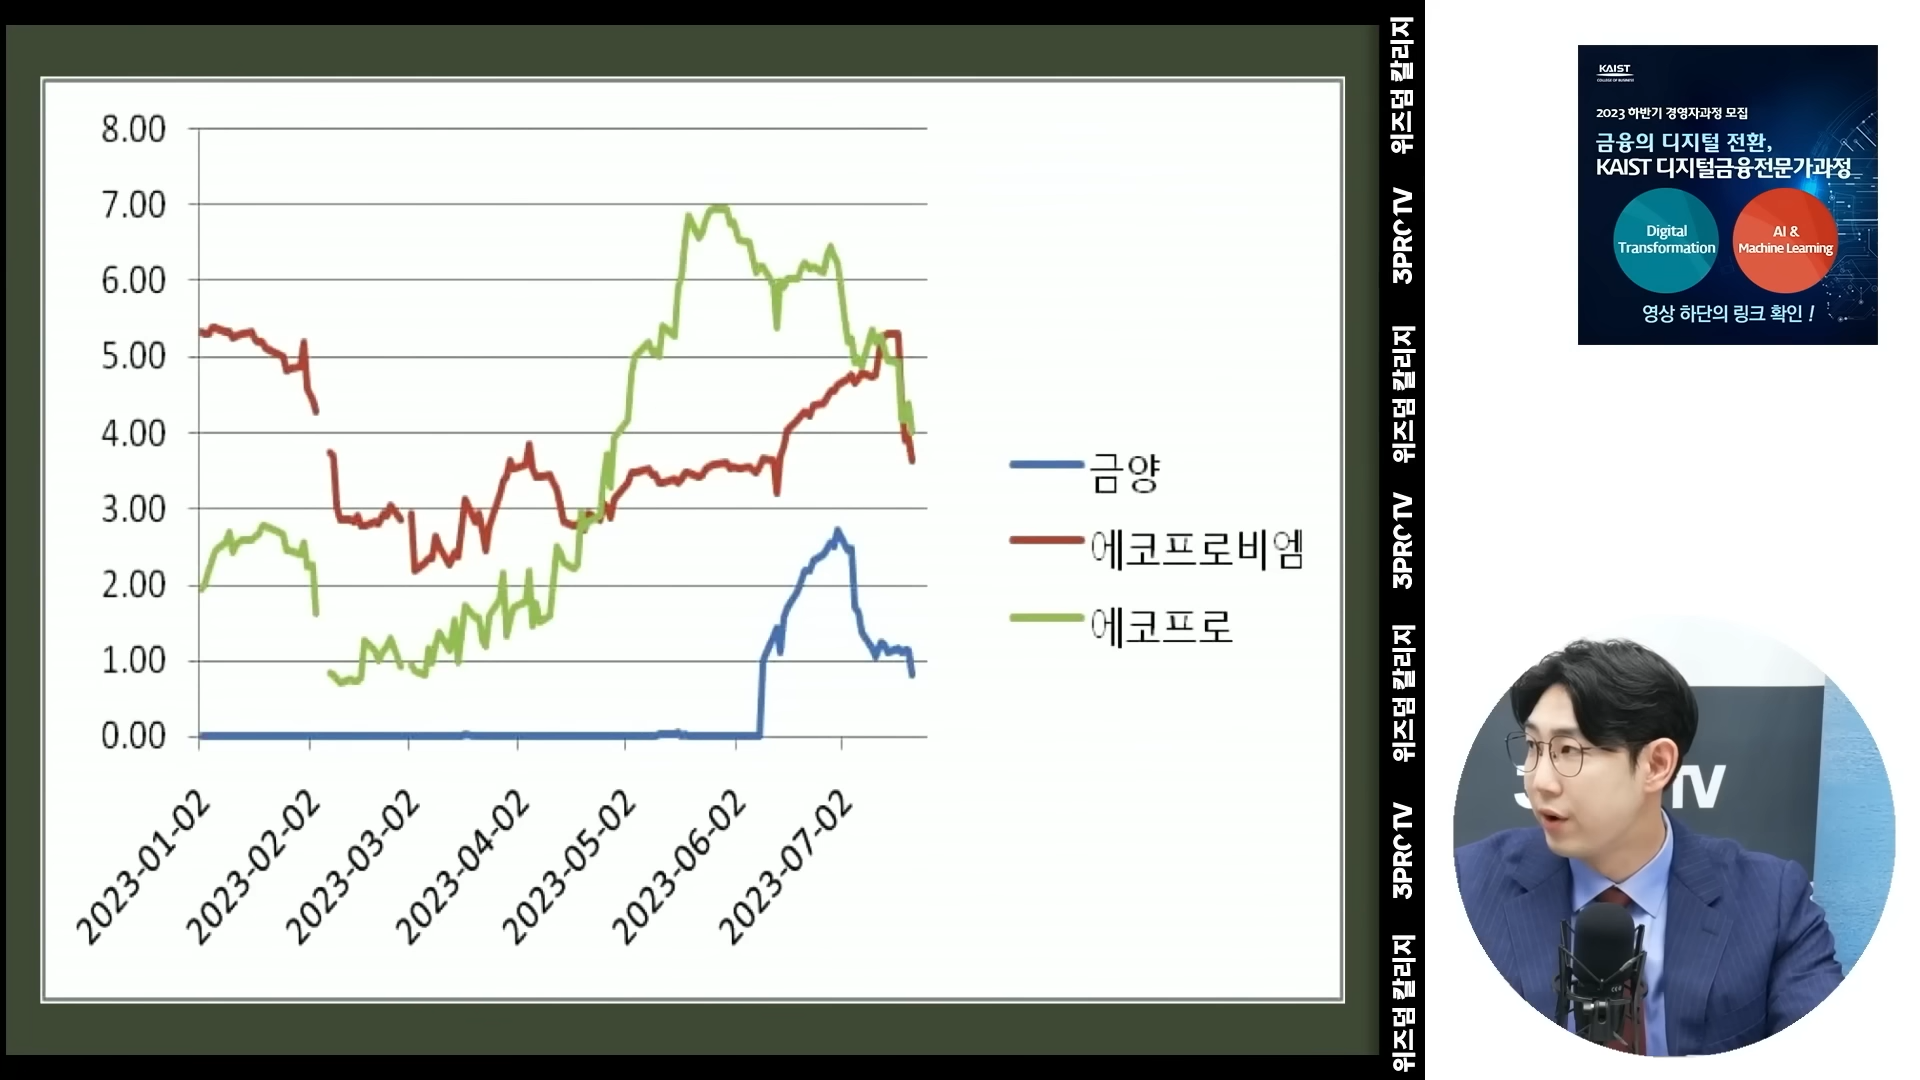 8.00
7.00
6.00
5.00
4.00
3.00
2.00
1.00
0.00
2023-01-02
2023-02-02
2023-03-02
2023-04-02
2023-05-02
2023-06-02
2023-07-02
금양
에코프로비엠
에코프로
위즈덤 칼리지
3PROTV
위즈덤 칼리지
3PROTV
위즈덤 칼리지
3PROTV
위즈덤 칼리지
KAIST
COLLEGE OF BUSINESS
2023 하반기 경영자과정 모집
금융의 디지털 전환,
KAIST 디지털금융전문가과정
Digital
Transformation
AI &
Machine Learning
영상 하단의 링크 확인 !
3
TV